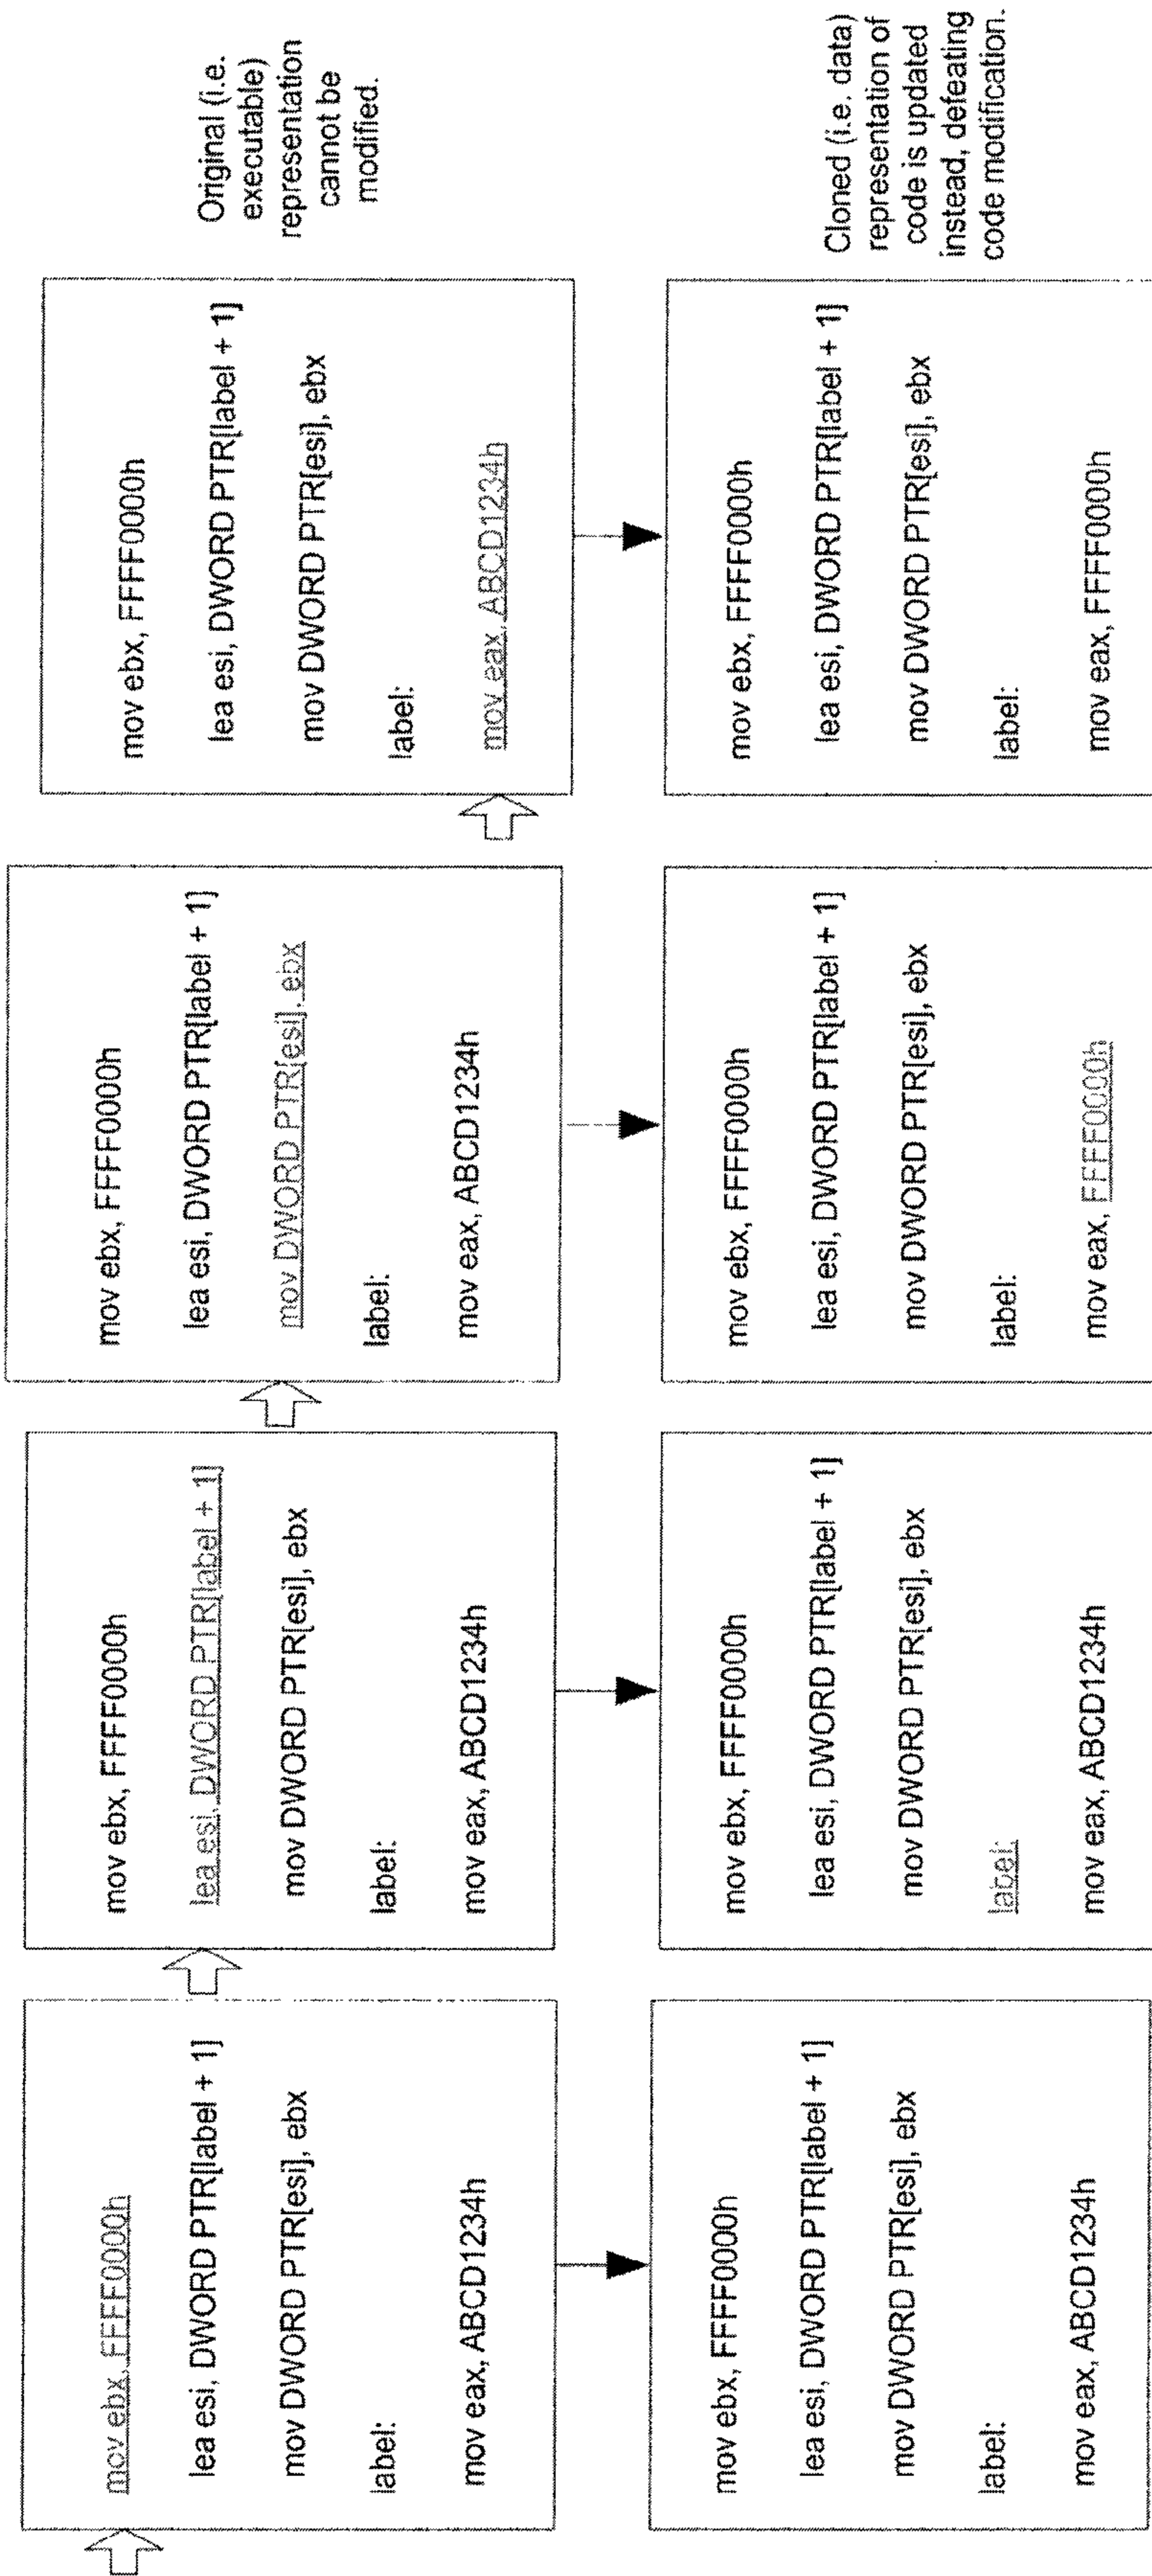 mov ebx, FFFF0000h
lea esi, DWORD PTR[label + 1]
mov DWORD PTR[esi], ebx
label:
mov eax, ABCD1234h
mov ebx, FFFF0000h
lea esi, DWORD PTR[label + 1]
mov DWORD PTR[esi], ebx
label:
mov eax, ABCD1234h
mov ebx, FFFF0000h
lea esi, DWORD PTR[label + 1]
mov DWORD PTR[esi], ebx
label:
mov eax, ABCD1234h
mov ebx, FFFF0000h
lea esi, DWORD PTR[label + 1]
mov DWORD PTR[esi], ebx
label:
mov eax, ABCD1234h
Original (i.e.
executable)
representation
cannot be
modified.
mov ebx, FFFF0000h
lea esi, DWORD PTR[label + 1]
mov DWORD PTR[esi], ebx
label:
mov eax, ABCD1234h
mov ebx, FFFF0000h
lea esi, DWORD PTR[label + 1]
mov DWORD PTR[esi], ebx
label:
mov eax, ABCD1234h
mov ebx, FFFF0000h
lea esi, DWORD PTR[label + 1]
mov DWORD PTR[esi], ebx
label:
mov eax, FFFF0000h
mov ebx, FFFF0000h
lea esi, DWORD PTR[label + 1]
mov DWORD PTR[esi], ebx
label:
mov eax, FFFF0000h
Cloned (i.e. data)
representation of
code is updated
instead, defeating
code modification.